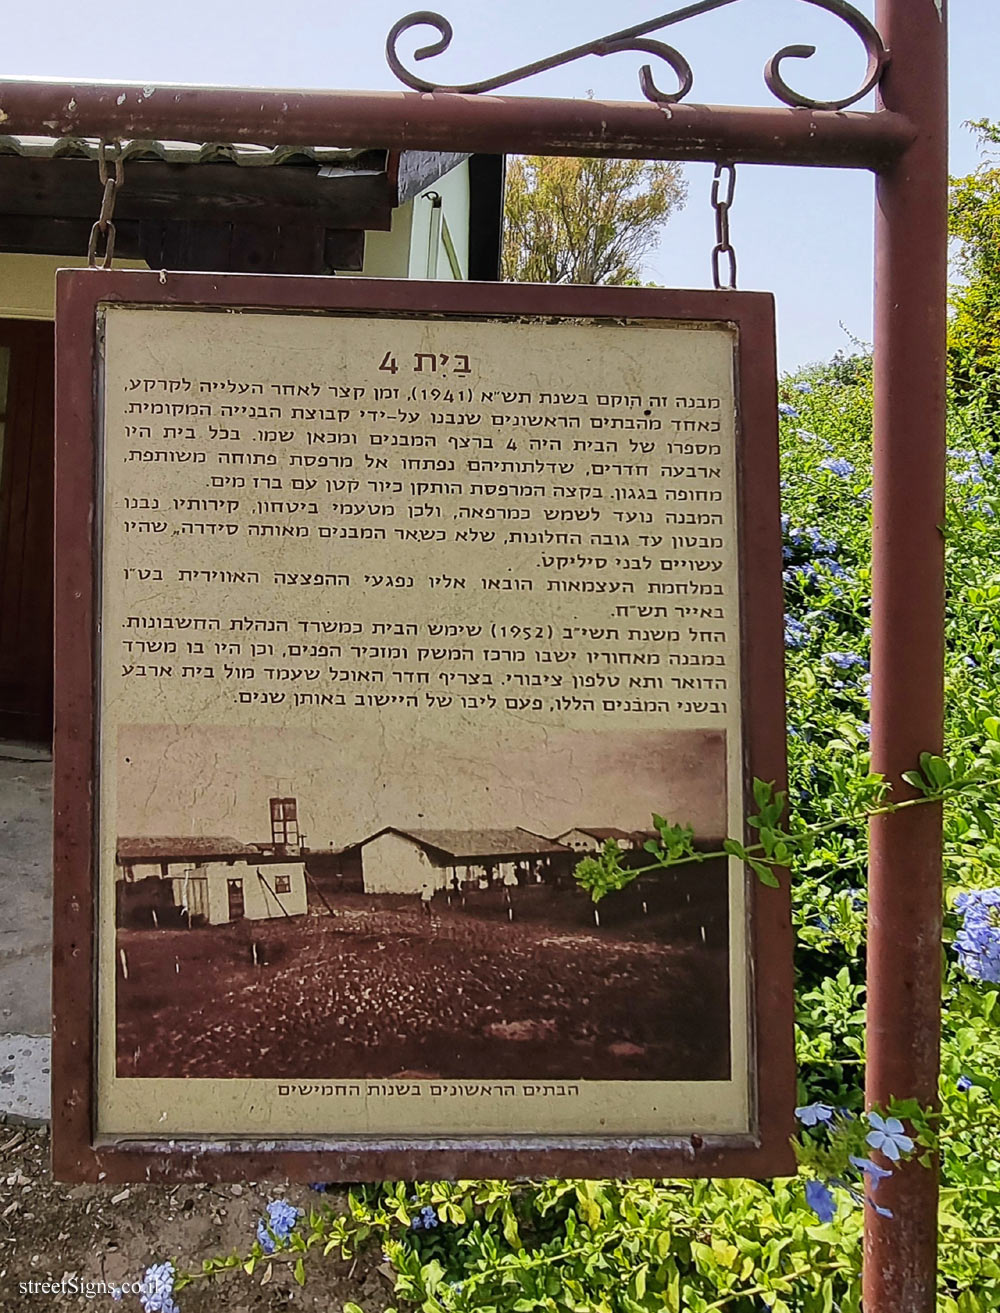 בַּיִת 4
מבנה זה הוקם בשנת תש״א (1941), זמן קצר לאחר העלייה לקרקע,
כאחד מהבתים הראשונים שנבנו על-ידי קבוצת הבנייה המקומית.
מספרו של הבית היה 4 ברצף המבנים ומכאן שמו. בכל בית היו
ארבעה חדרים, שדלתותיהם נפתחו אל מרפסת פתוחה משותפת,
מחופה בגגון. בקצה המרפסת הותקן כיור קטן עם ברז מים.
המבנה נועד לשמש כמרפאה, ולכן מטעמי ביטחון, קירותיו נבנו
מבטון עד גובה החלונות, שלא כשאר המבנים מאותה סידרה, שהיו
עשויים לבני סיליקט.
במלחמת העצמאות הובאו אליו נפגעי ההפצצה האווירית בט״ו
באייר תש״ח.
החל משנת תשי״ב (1952) שימש הבית כמשרד הנהלת החשבונות.
במבנה מאחוריו ישבו מרכז המשק ומזכיר הפנים, וכן היו בו משרד
הדואר ותא טלפון ציבורי. בצריף חדר האוכל שעמד מול בית ארבע
ובשני המבנים הללו, פעם ליבו של היישוב באותן שנים.
הבתים הראשונים בשנות החמישים
streetSigns.co.il